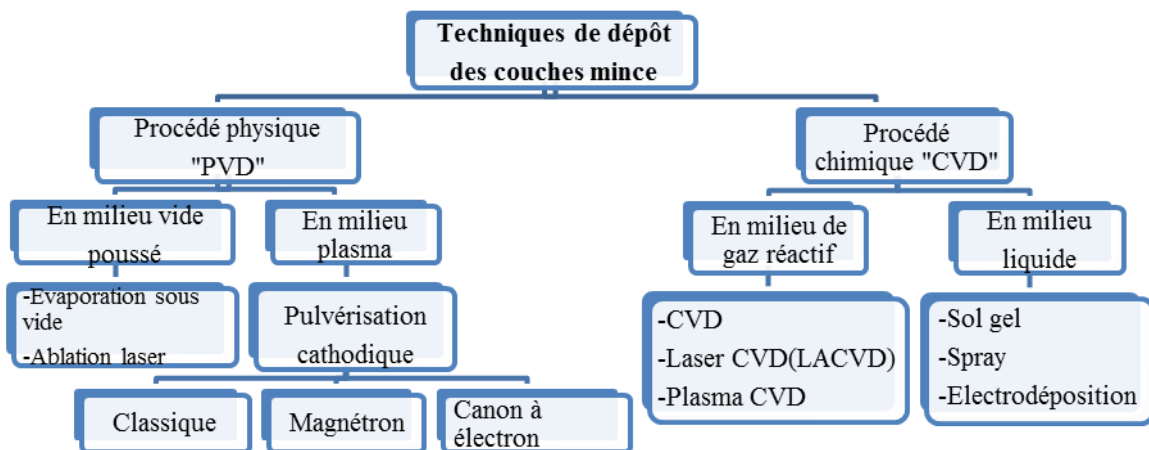 Techniques de dépôt
des couches mince
Procédé physique
"PVD"
Procédé
chimique "CVD"
En milieu vide
poussé
En milieu
plasma
En milieu de
gaz réactif
En milieu
liquide
-Evaporation sous
vide
-Ablation laser
Pulvérisation
cathodique
-CVD
-Laser CVD(LACVD)
-Plasma CVD
-Sol gel
-Spray
-Electrodéposition
Classique
Magnétron
Canon à
électron